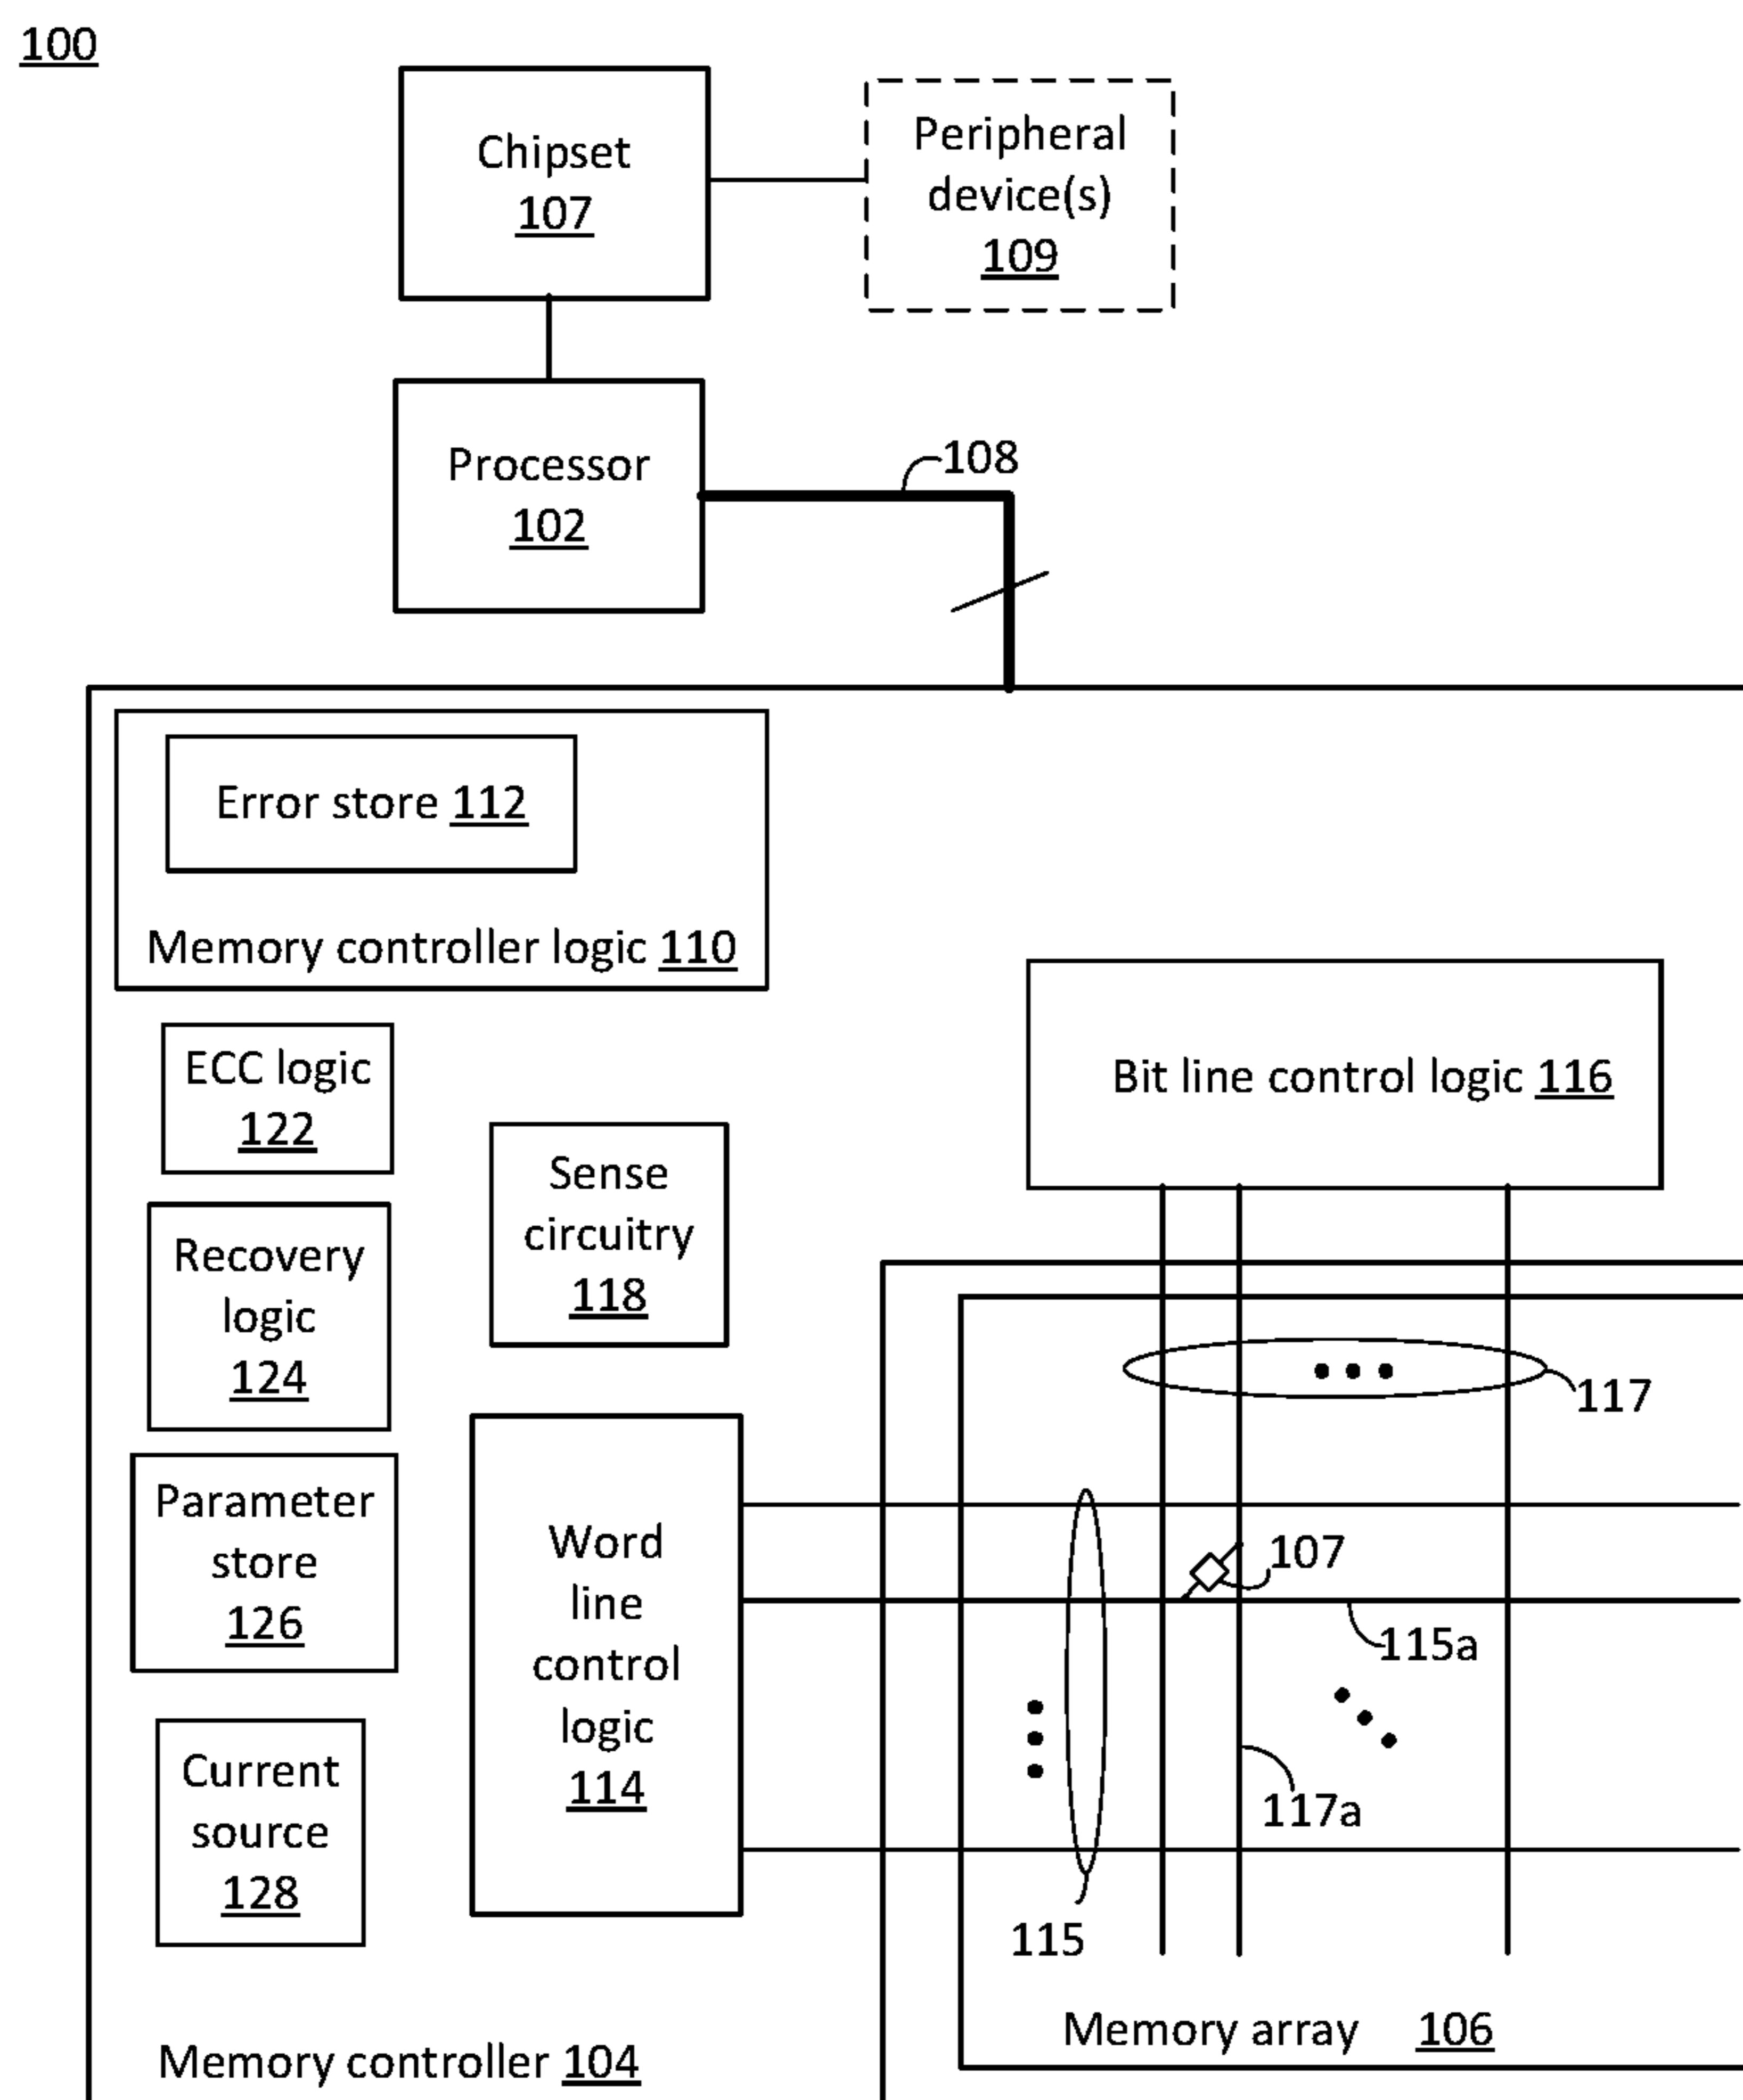 100
Chipset
107
Peripheral
device(s)
109
Processor
102
108
Error store 112
Memory controller logic 110
ECC logic
122
Bit line control logic 116
Sense
circuitry
118
Recovery
logic
124
117
Parameter
store
126
Word
line
control
logic
114
107
115a
Current
source
128
117a
115
Memory array 106
Memory controller 104